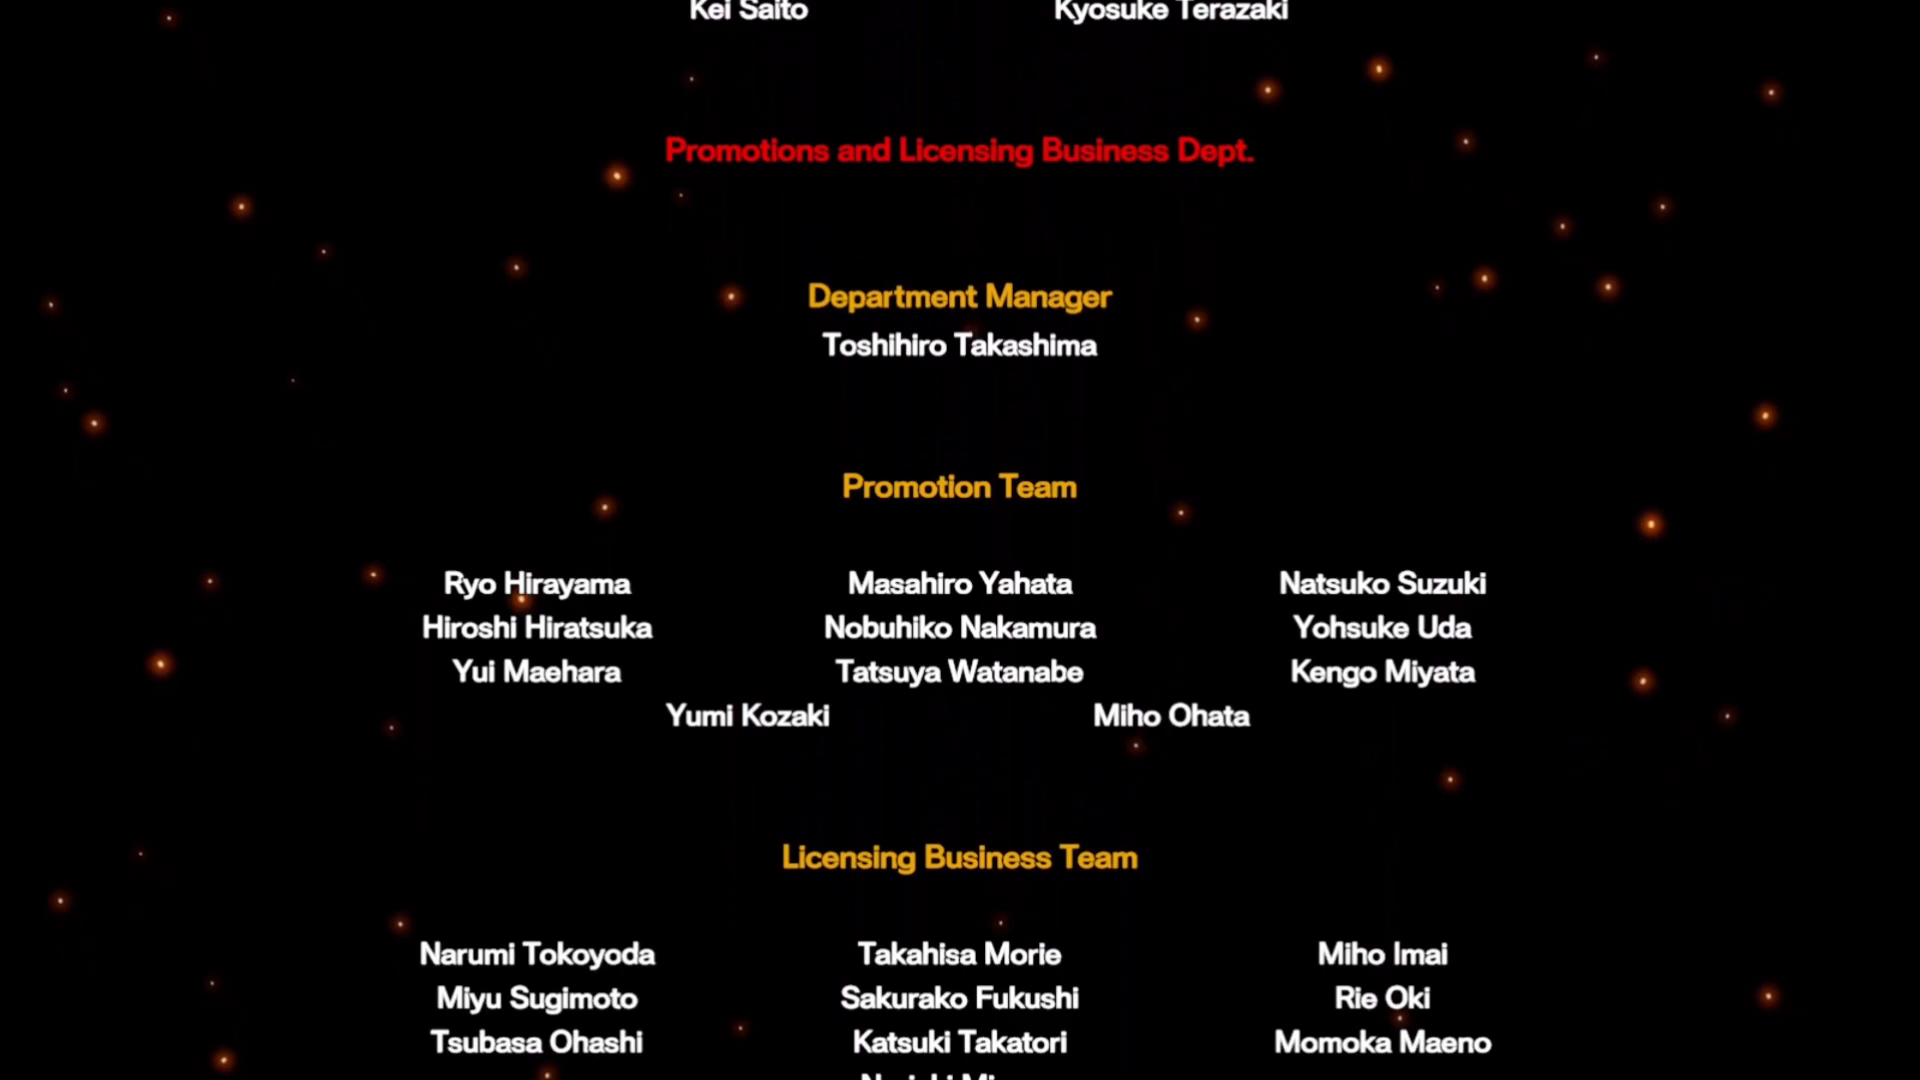 Kei Saito Kyosuke Terazaki
Promotions and Licensing Business Dept.
Department Manager
Toshihiro Takashima
Promotion Team
Ryo Hirayama Masahiro Yahata Natsuko Suzuki
Hiroshi Hiratsuka Nobuhiko Nakamura Yohsuke Uda
Yui Maehara Tatsuya Watanabe Kengo Miyata
Yumi Kozaki Miho Ohata
Licensing Business Team
Narumi Tokoyoda Takahisa Morie Miho Imai
Miyu Sugimoto Sakurako Fukushi Rie Oki
Tsubasa Ohashi Katsuki Takatori Momoka Maeno